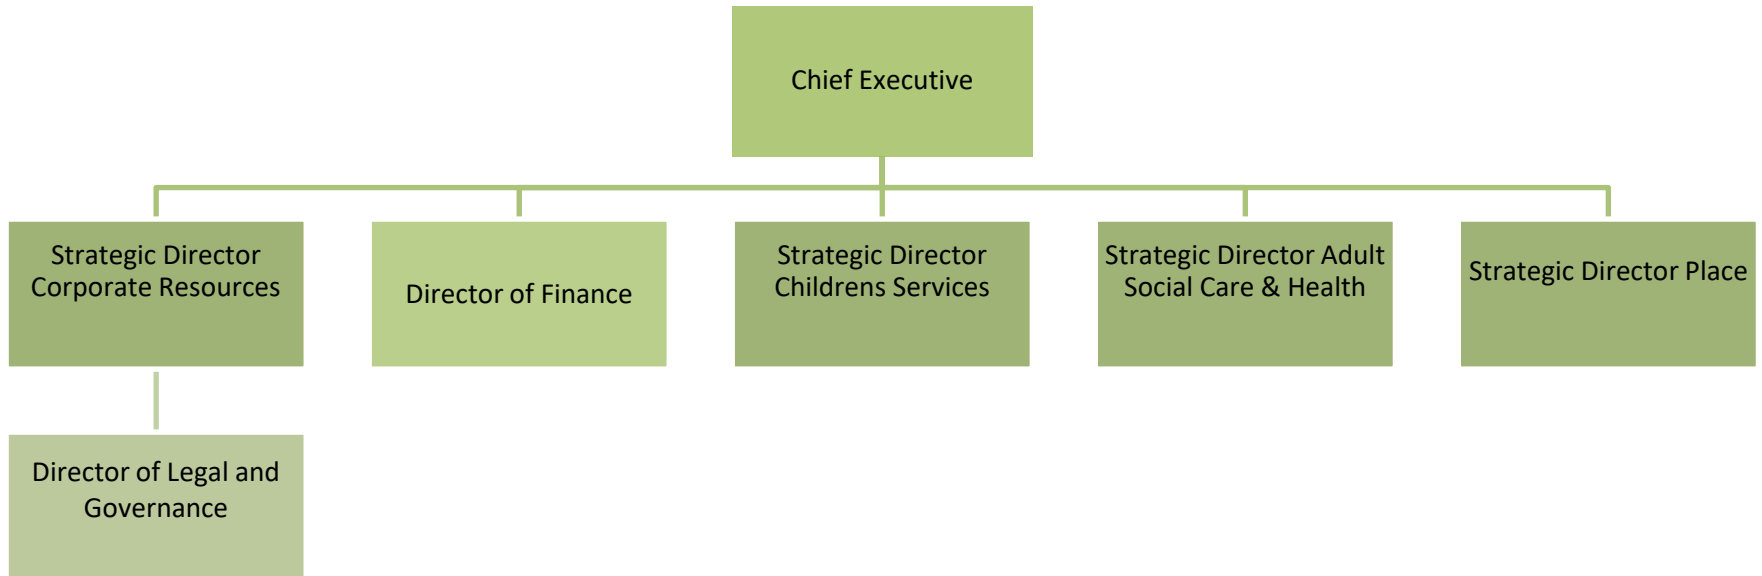 Chief Executive
Strategic Director
Corporate Resources
Director of Finance
Strategic Director
Childrens Services
Strategic Director Adult
Social Care & Health
Strategic Director Place
Director of Legal and
Governance